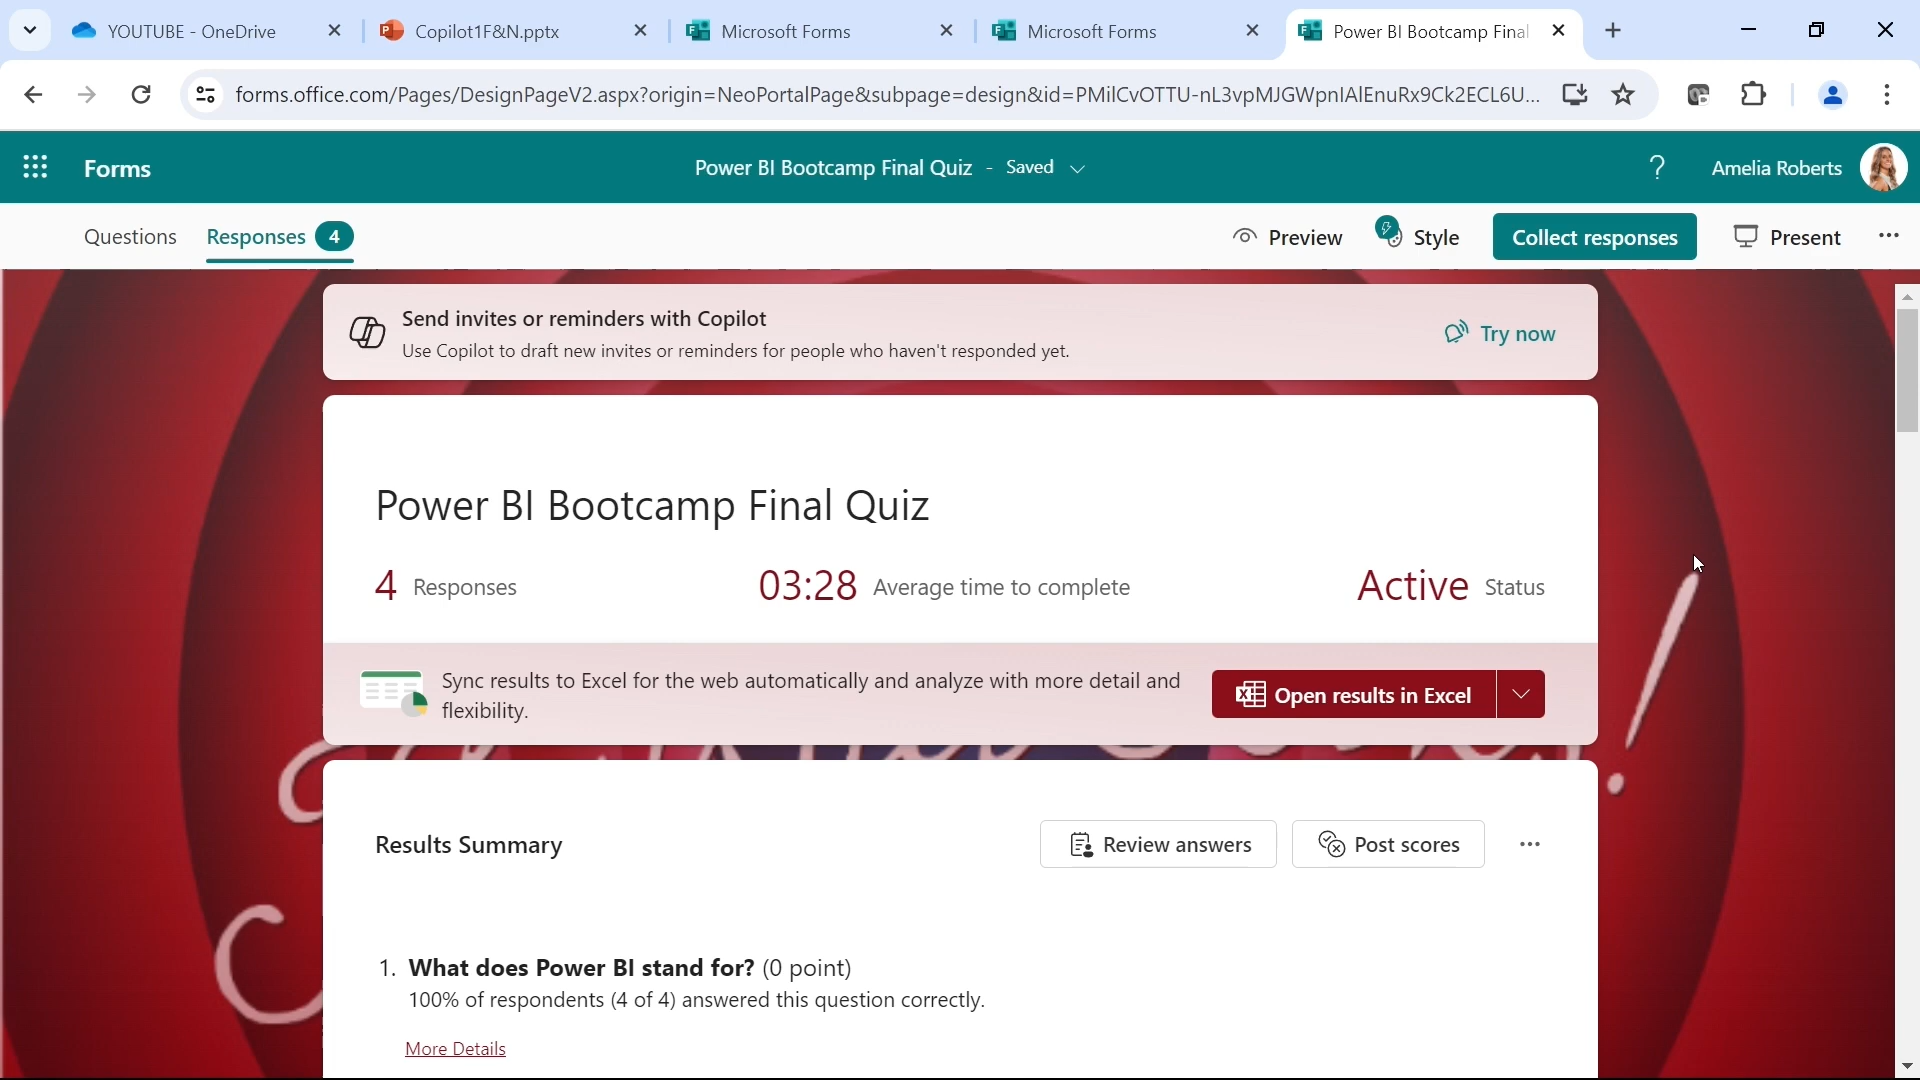 YOUTUBE - OneDrive
Copilot1F&N.pptx
Microsoft Forms
Microsoft Forms
Power BI Bootcamp Final
forms.office.com/Pages/DesignPageV2.aspx?origin=NeoPortalPage&subpage=design&id=PMilCvOTTU-nL3vpMJGWpnlAlEnuRx9Ck2ECL6U...
Forms
Power BI Bootcamp Final Quiz - Saved
?
Amelia Roberts
Questions
Responses 4
Preview
Style
Collect responses
Present
Send invites or reminders with Copilot
Use Copilot to draft new invites or reminders for people who haven't responded yet.
Try now
Power BI Bootcamp Final Quiz
4 Responses
03:28 Average time to complete
Active Status
Sync results to Excel for the web automatically and analyze with more detail and
flexibility.
Open results in Excel
Results Summary
Review answers
Post scores
1. What does Power BI stand for? (0 point)
100% of respondents (4 of 4) answered this question correctly.
More Details